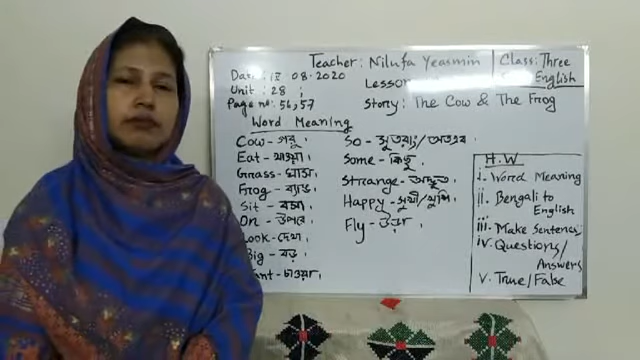 Teacher: Nilufa Yeasmin
Class: Three
English
Date: 08.2020
Unit: 28
Page no: 56,57
Lesson
Story: The Cow & The Frog
Word Meaning
Cow - গরু।
Eat - খাওয়া।
Grass - ঘাস।
Frog - ব্যাঙ।
Sit - বসা।
On - উপরে।
Look - দেখা।
Big - বড়।
ant - চাওয়া।
So - সুতরাং/অতএব।
Some - কিছু।
Strange - অদ্ভুত।
Happy - সুখী/খুশি।
Fly - উড়া।
H.W
i. Word Meaning
ii. Bengali to
English
iii. Make Sentences
iv. Questions/
Answers
v. True/False